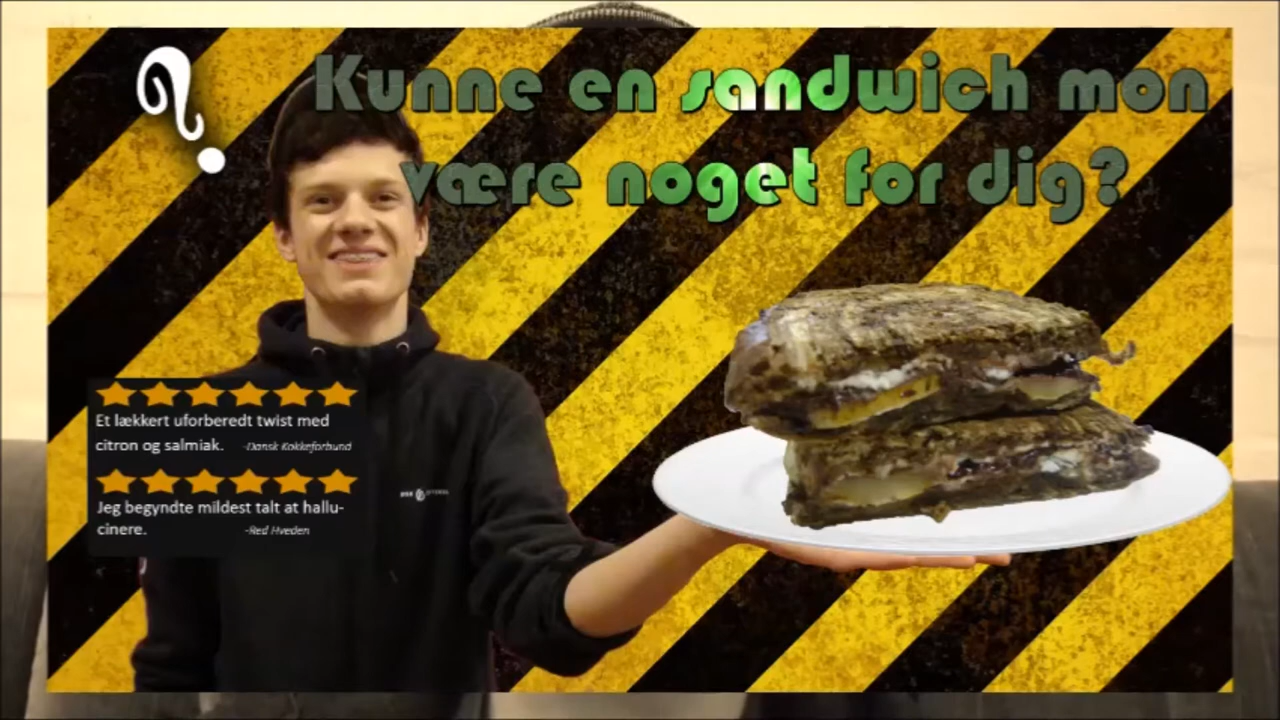 ?
Kunne en sandwich mon
være noget for dig?
Et lækkert uforberedt twist med
citron og salmiak. -Dansk Kokkeforbund
Jeg begyndte mildest talt at hallu-
cinere. -Red Hveden